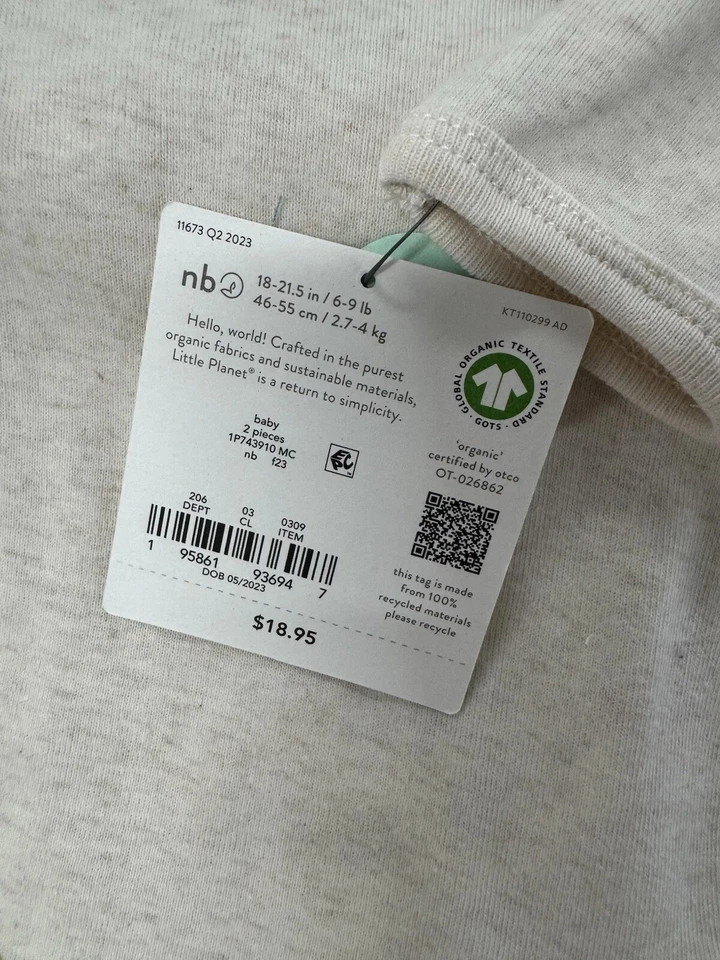 11673 Q2 2023
nb
18-21.5 in / 6-9 lb
46-55 cm / 2.7-4 kg
KT110299 AD
Hello, world! Crafted in the purest
organic fabrics and sustainable materials,
Little Planet® is a return to simplicity.
GLOBAL ORGANIC TEXTILE STANDARD · GOTS ·
'organic'
certified by otco
OT-026862
baby
2 pieces
1P743910 MC
nb f23
EPC™
206 03 0309
DEPT CL ITEM
1 95861 93694 7
DOB 05/2023
this tag is made
from 100%
recycled materials
please recycle
$18.95